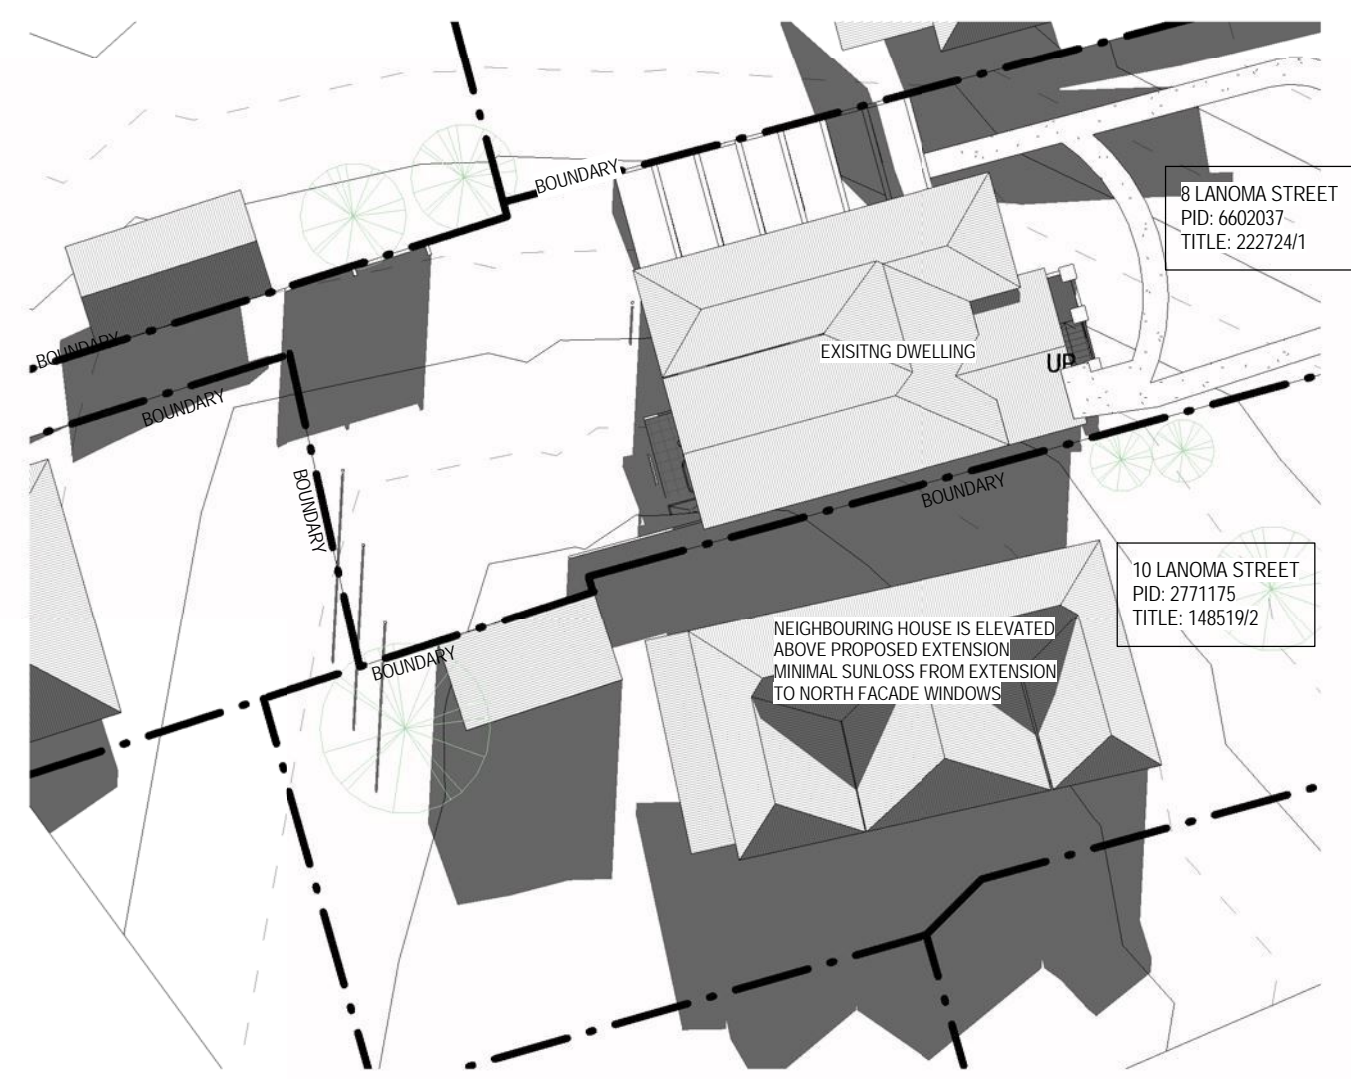 BOUNDARY
8 LANOMA STREET
PID: 6602037
TITLE: 222724/1
BOUNDARY
EXISITNG DWELLING
UP
BOUNDARY
BOUNDARY
BOUNDARY
10 LANOMA STREET
PID: 2771175
TITLE: 148519/2
NEIGHBOURING HOUSE IS ELEVATED
ABOVE PROPOSED EXTENSION
MINIMAL SUNLOSS FROM EXTENSION
TO NORTH FACADE WINDOWS
BOUNDARY